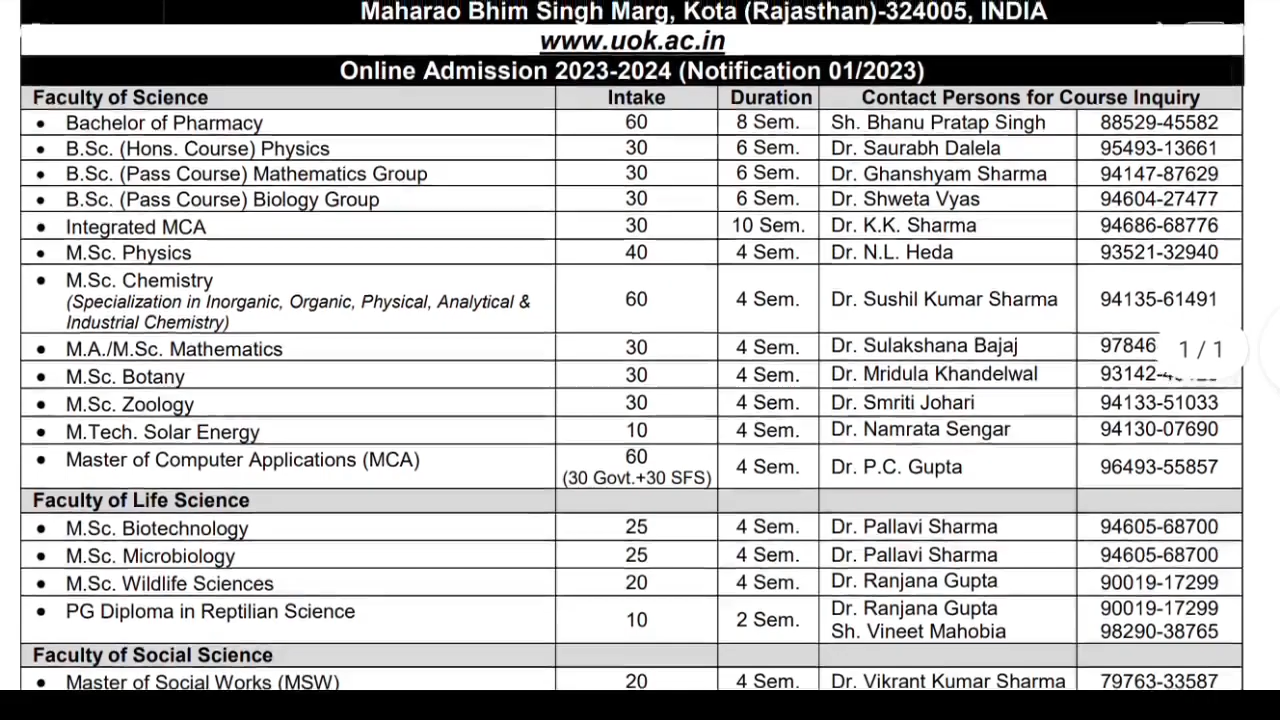 Maharao Bhim Singh Marg, Kota (Rajasthan)-324005, INDIA
www.uok.ac.in
Online Admission 2023-2024 (Notification 01/2023)
Faculty of Science Intake Duration Contact Persons for Course Inquiry
• Bachelor of Pharmacy 60 8 Sem. Sh. Bhanu Pratap Singh 88529-45582
• B.Sc. (Hons. Course) Physics 30 6 Sem. Dr. Saurabh Dalela 95493-13661
• B.Sc. (Pass Course) Mathematics Group 30 6 Sem. Dr. Ghanshyam Sharma 94147-87629
• B.Sc. (Pass Course) Biology Group 30 6 Sem. Dr. Shweta Vyas 94604-27477
• Integrated MCA 30 10 Sem. Dr. K.K. Sharma 94686-68776
• M.Sc. Physics 40 4 Sem. Dr. N.L. Heda 93521-32940
• M.Sc. Chemistry
(Specialization in Inorganic, Organic, Physical, Analytical & 60 4 Sem. Dr. Sushil Kumar Sharma 94135-61491
Industrial Chemistry)
• M.A./M.Sc. Mathematics 30 4 Sem. Dr. Sulakshana Bajaj 97846
1 / 1
• M.Sc. Botany 30 4 Sem. Dr. Mridula Khandelwal 93142-
• M.Sc. Zoology 30 4 Sem. Dr. Smriti Johari 94133-51033
• M.Tech. Solar Energy 10 4 Sem. Dr. Namrata Sengar 94130-07690
• Master of Computer Applications (MCA) 60 4 Sem. Dr. P.C. Gupta 96493-55857
(30 Govt.+30 SFS)
Faculty of Life Science
• M.Sc. Biotechnology 25 4 Sem. Dr. Pallavi Sharma 94605-68700
• M.Sc. Microbiology 25 4 Sem. Dr. Pallavi Sharma 94605-68700
• M.Sc. Wildlife Sciences 20 4 Sem. Dr. Ranjana Gupta 90019-17299
• PG Diploma in Reptilian Science 10 2 Sem. Dr. Ranjana Gupta 90019-17299
Sh. Vineet Mahobia 98290-38765
Faculty of Social Science
• Master of Social Works (MSW) 20 4 Sem. Dr. Vikrant Kumar Sharma 79763-33587